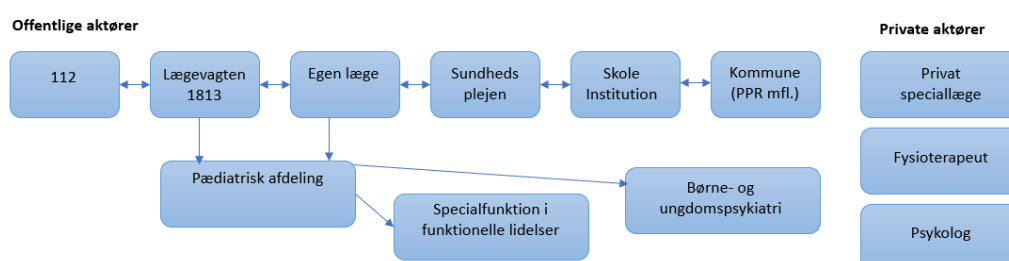 Offentlige aktører
Private aktører
112
Lægevagten
1813
Egen læge
Sundheds
plejen
Skole
Institution
Kommune
(PPR mfl.)
Privat
speciallæge
Pædiatrisk afdeling
Specialfunktion i
funktionelle lidelser
Børne- og
ungdomspsykiatri
Fysioterapeut
Psykolog